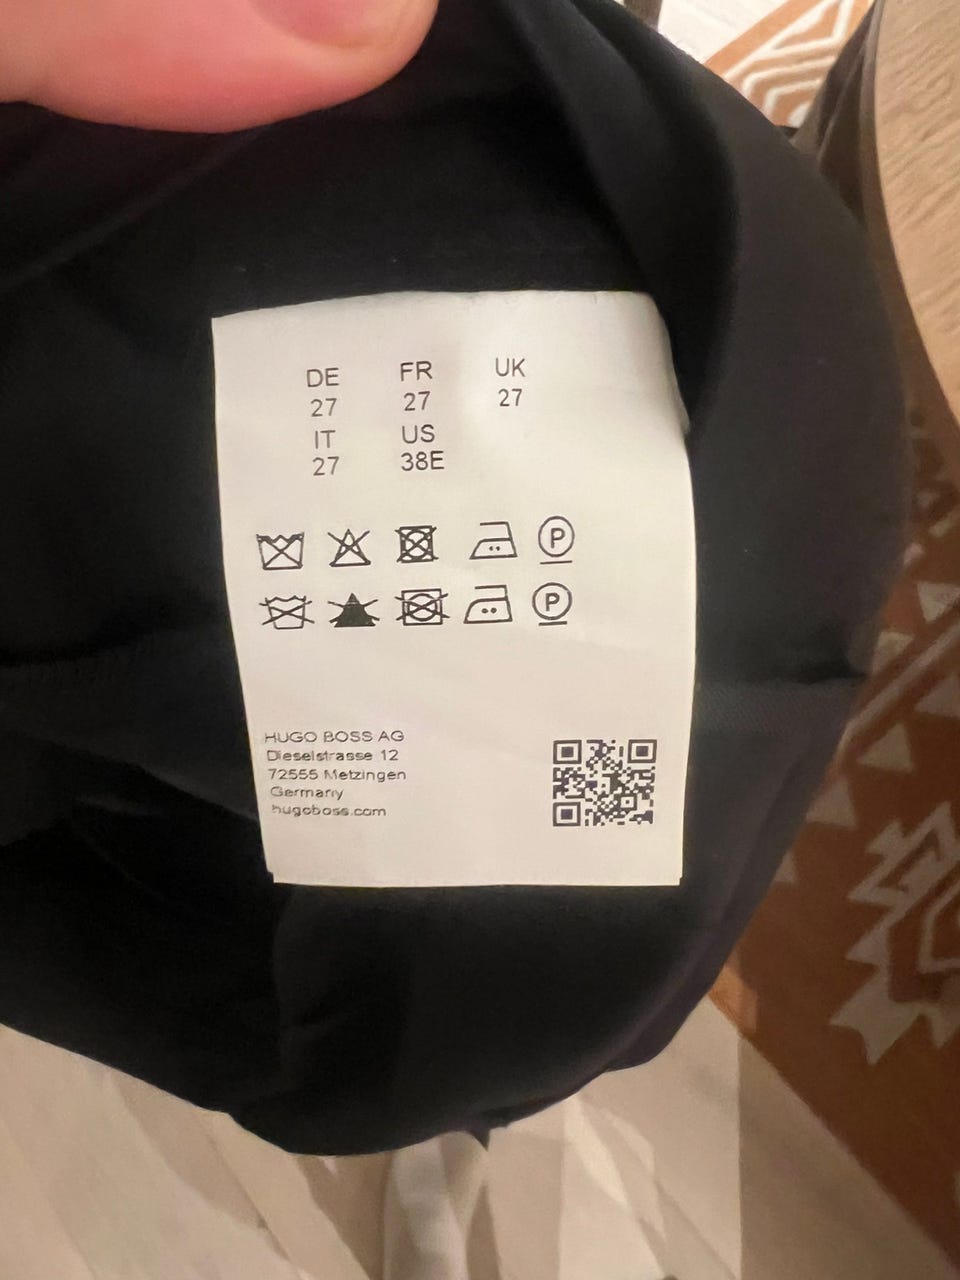 DE FR UK
27 27 27
IT US
27 38E
P
P
HUGO BOSS AG
Dieselstrasse 12
72555 Metzingen
Germany
hugoboss.com